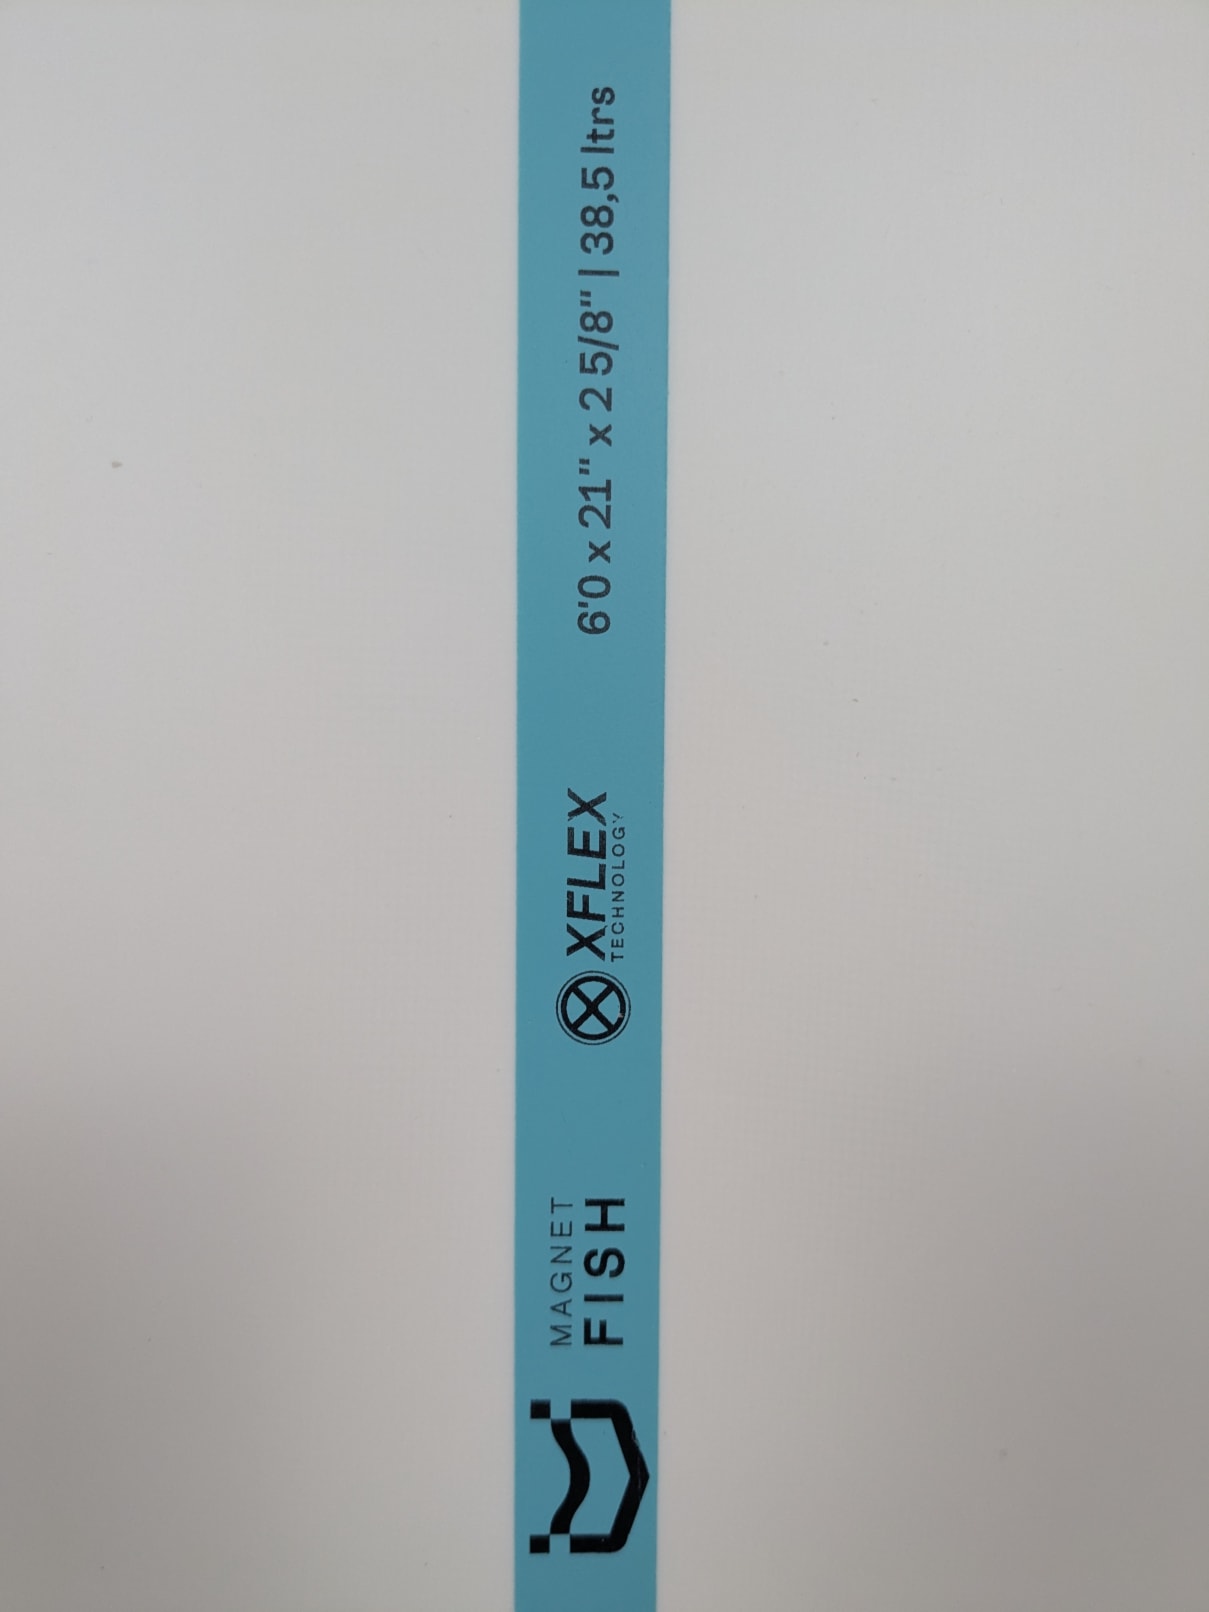 MAGNET
FISH
XFLEX
TECHNOLOGY
6'0 x 21" x 2 5/8" | 38,5 ltrs